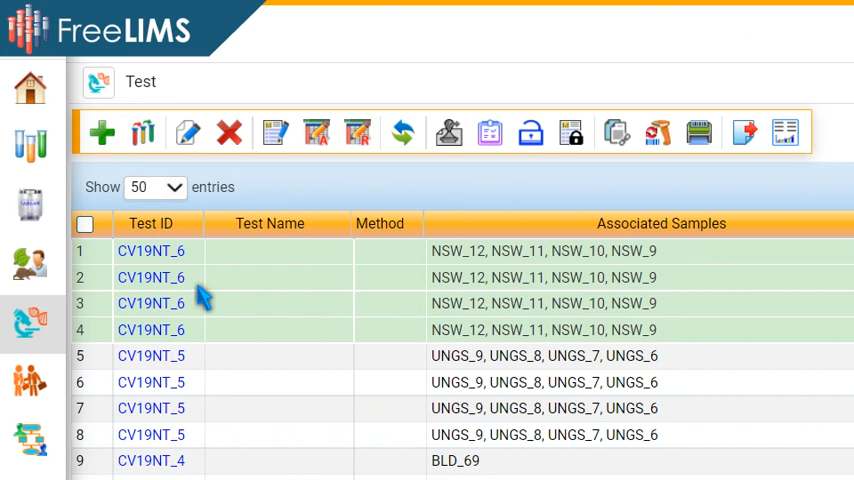 FreeLIMS
Test
A R
Show 50 entries
Test ID Test Name Method Associated Samples
1 CV19NT_6 NSW_12, NSW_11, NSW_10, NSW_9
2 CV19NT_6 NSW_12, NSW_11, NSW_10, NSW_9
3 CV19NT_6 NSW_12, NSW_11, NSW_10, NSW_9
4 CV19NT_6 NSW_12, NSW_11, NSW_10, NSW_9
5 CV19NT_5 UNGS_9, UNGS_8, UNGS_7, UNGS_6
6 CV19NT_5 UNGS_9, UNGS_8, UNGS_7, UNGS_6
7 CV19NT_5 UNGS_9, UNGS_8, UNGS_7, UNGS_6
8 CV19NT_5 UNGS_9, UNGS_8, UNGS_7, UNGS_6
9 CV19NT_4 BLD_69